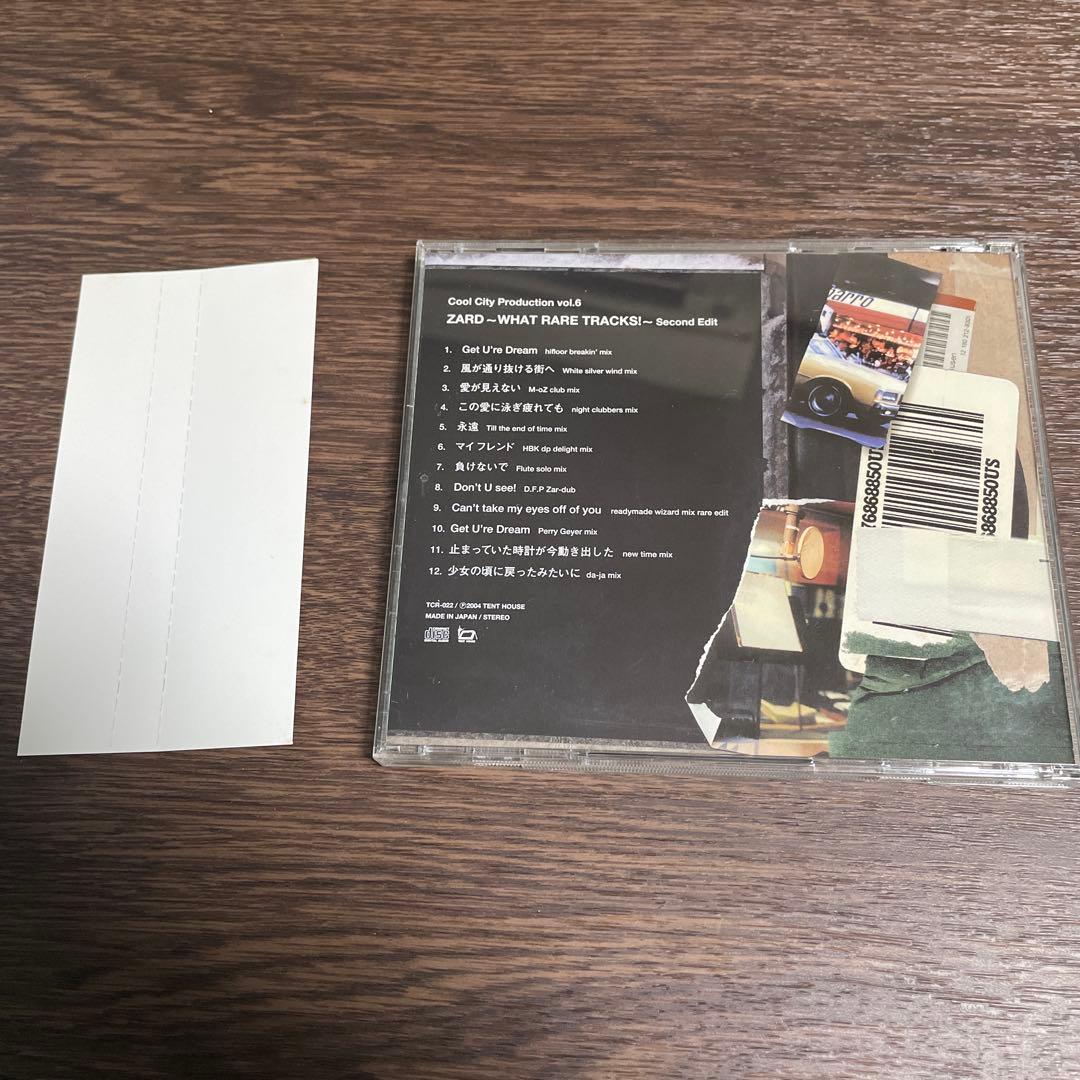 Cool City Production vol.6
ZARD ～WHAT RARE TRACKS!～ Second Edit
1. Get U're Dream hifloor breakin' mix
2. 風が通り抜ける街へ White silver wind mix
3. 愛が見えない M-oZ club mix
4. この愛に泳ぎ疲れても night clubbers mix
5. 永遠 Till the end of time mix
6. マイ フレンド HBK dp delight mix
7. 負けないで Flute solo mix
8. Don't U see! D.F.P Zar-dub
9. Can't take my eyes off of you readymade wizard mix rare edit
10. Get U're Dream Perry Geyer mix
11. 止まっていた時計が今動き出した new time mix
12. 少女の頃に戻ったみたいに da-ja mix
TCR-022 / Ⓟ2004 TENT HOUSE
MADE IN JAPAN / STEREO
disc
76868850US
868850US